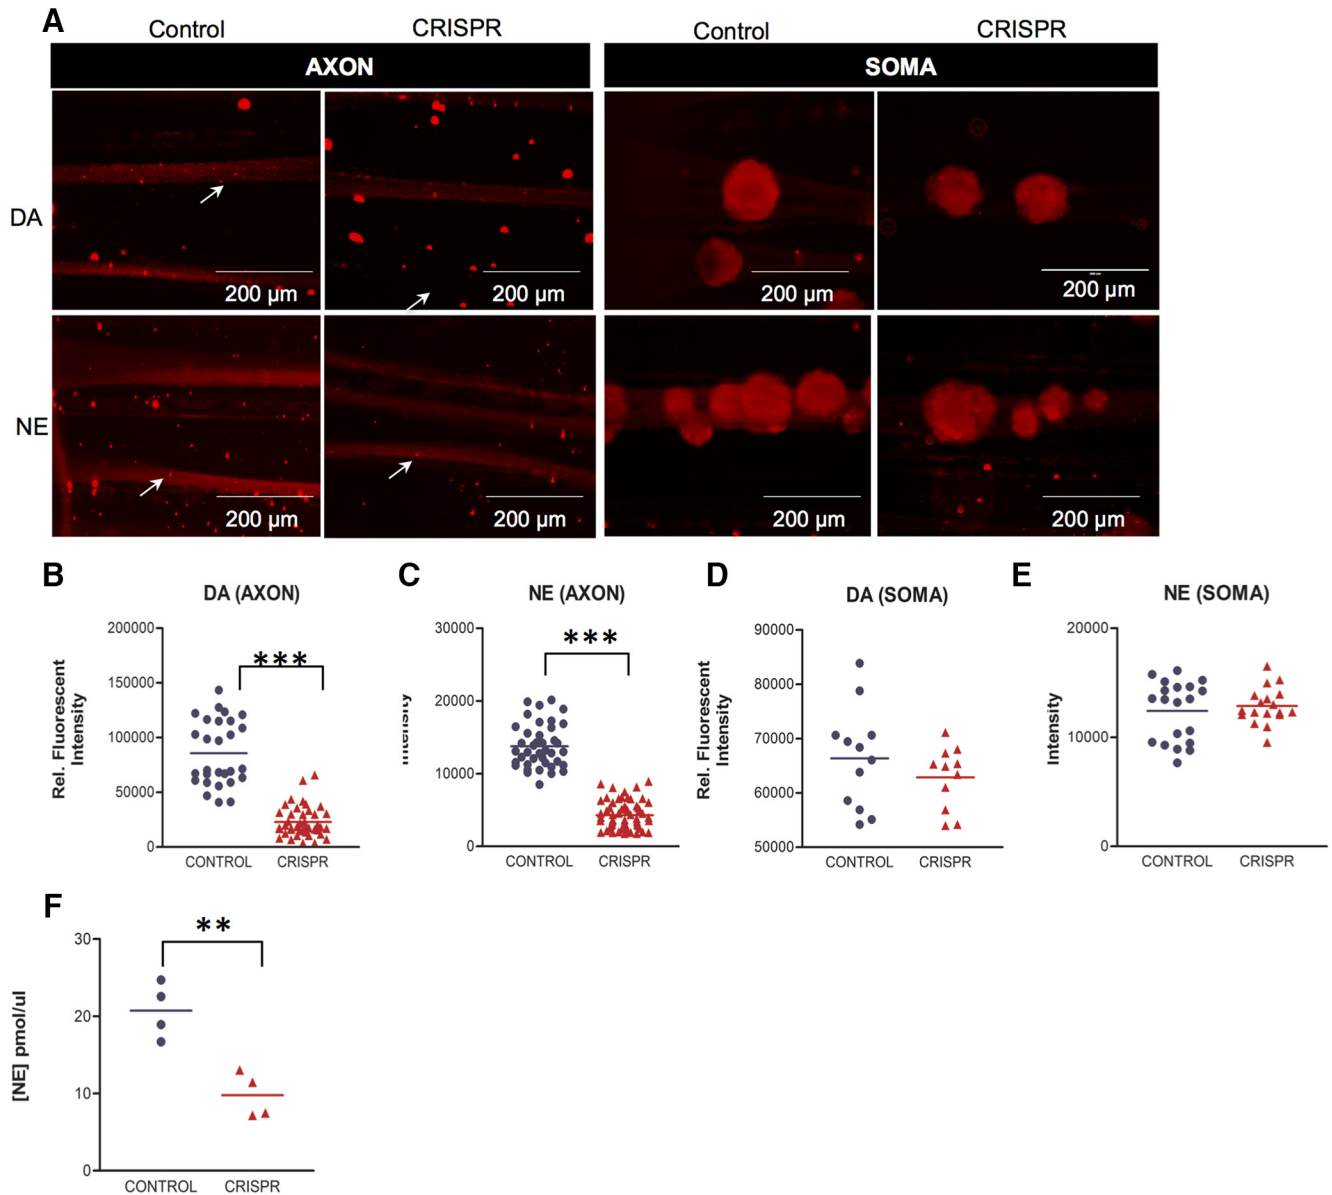 A
Control
CRISPR
Control
CRISPR
AXON
SOMA
DA
200 µm
200 µm
200 µm
200 µm
NE
200 µm
200 µm
200 µm
200 µm
B
DA (AXON)
Rel. Fluorescent
Intensity
200000
150000
100000
50000
0
***
CONTROL
CRISPR
C
NE (AXON)
30000
20000
10000
0
***
CONTROL
CRISPR
D
DA (SOMA)
Rel. Fluorescent
Intensity
90000
80000
70000
60000
50000
CONTROL
CRISPR
E
NE (SOMA)
Intensity
20000
10000
0
CONTROL
CRISPR
F
[NE] pmol/ul
30
20
10
0
**
CONTROL
CRISPR